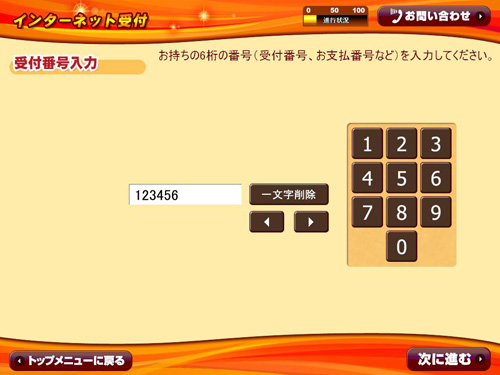 インターネット受付
0 50 100
進行状況
お問い合わせ
受付番号入力
お持ちの6桁の番号(受付番号、お支払番号など)を入力してください。
123456
一文字削除
1 2 3
4 5 6
7 8 9
0
トップメニューに戻る
次に進む